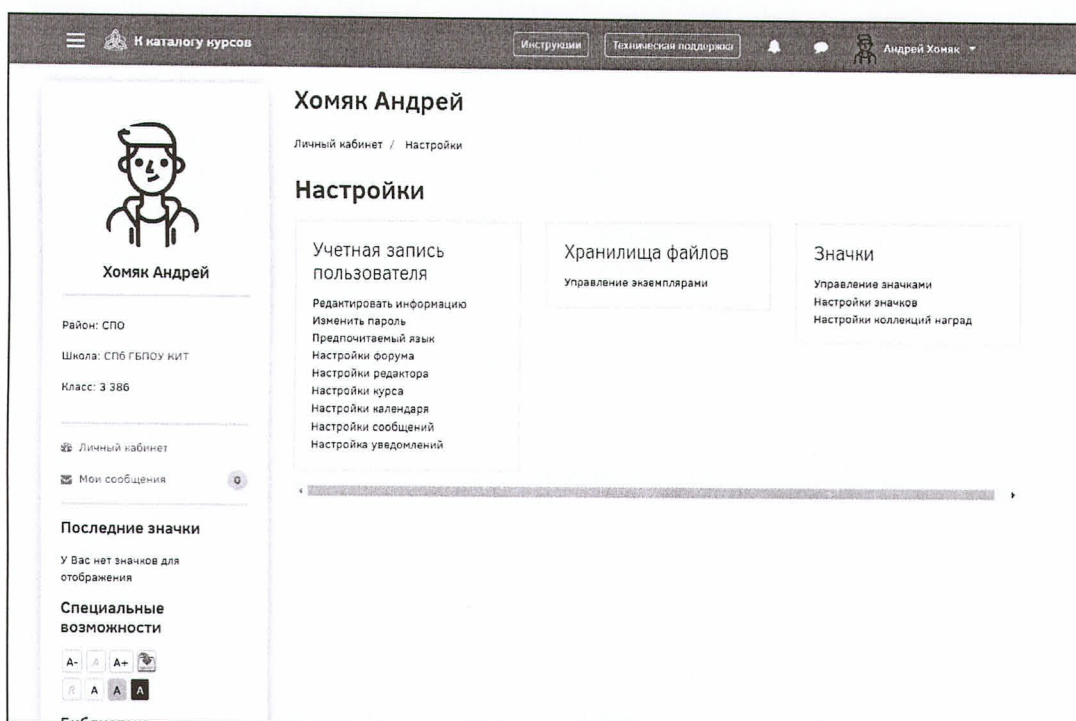 К каталогу курсов
Инструкции
Техническая поддержка
Андрей Хомяк
Хомяк Андрей
Район: СПО
Школа: СПб ГБПОУ КИТ
Класс: 3 386
Личный кабинет
Мои сообщения 0
Последние значки
У Вас нет значков для
отображения
Специальные
возможности
A- A A+
R A A A
Хомяк Андрей
Личный кабинет / Настройки
Настройки
Учетная запись
пользователя
Редактировать информацию
Изменить пароль
Предпочитаемый язык
Настройки форума
Настройки редактора
Настройки курса
Настройки календаря
Настройки сообщений
Настройка уведомлений
Хранилища файлов
Управление экземплярами
Значки
Управление значками
Настройки значков
Настройки коллекций наград